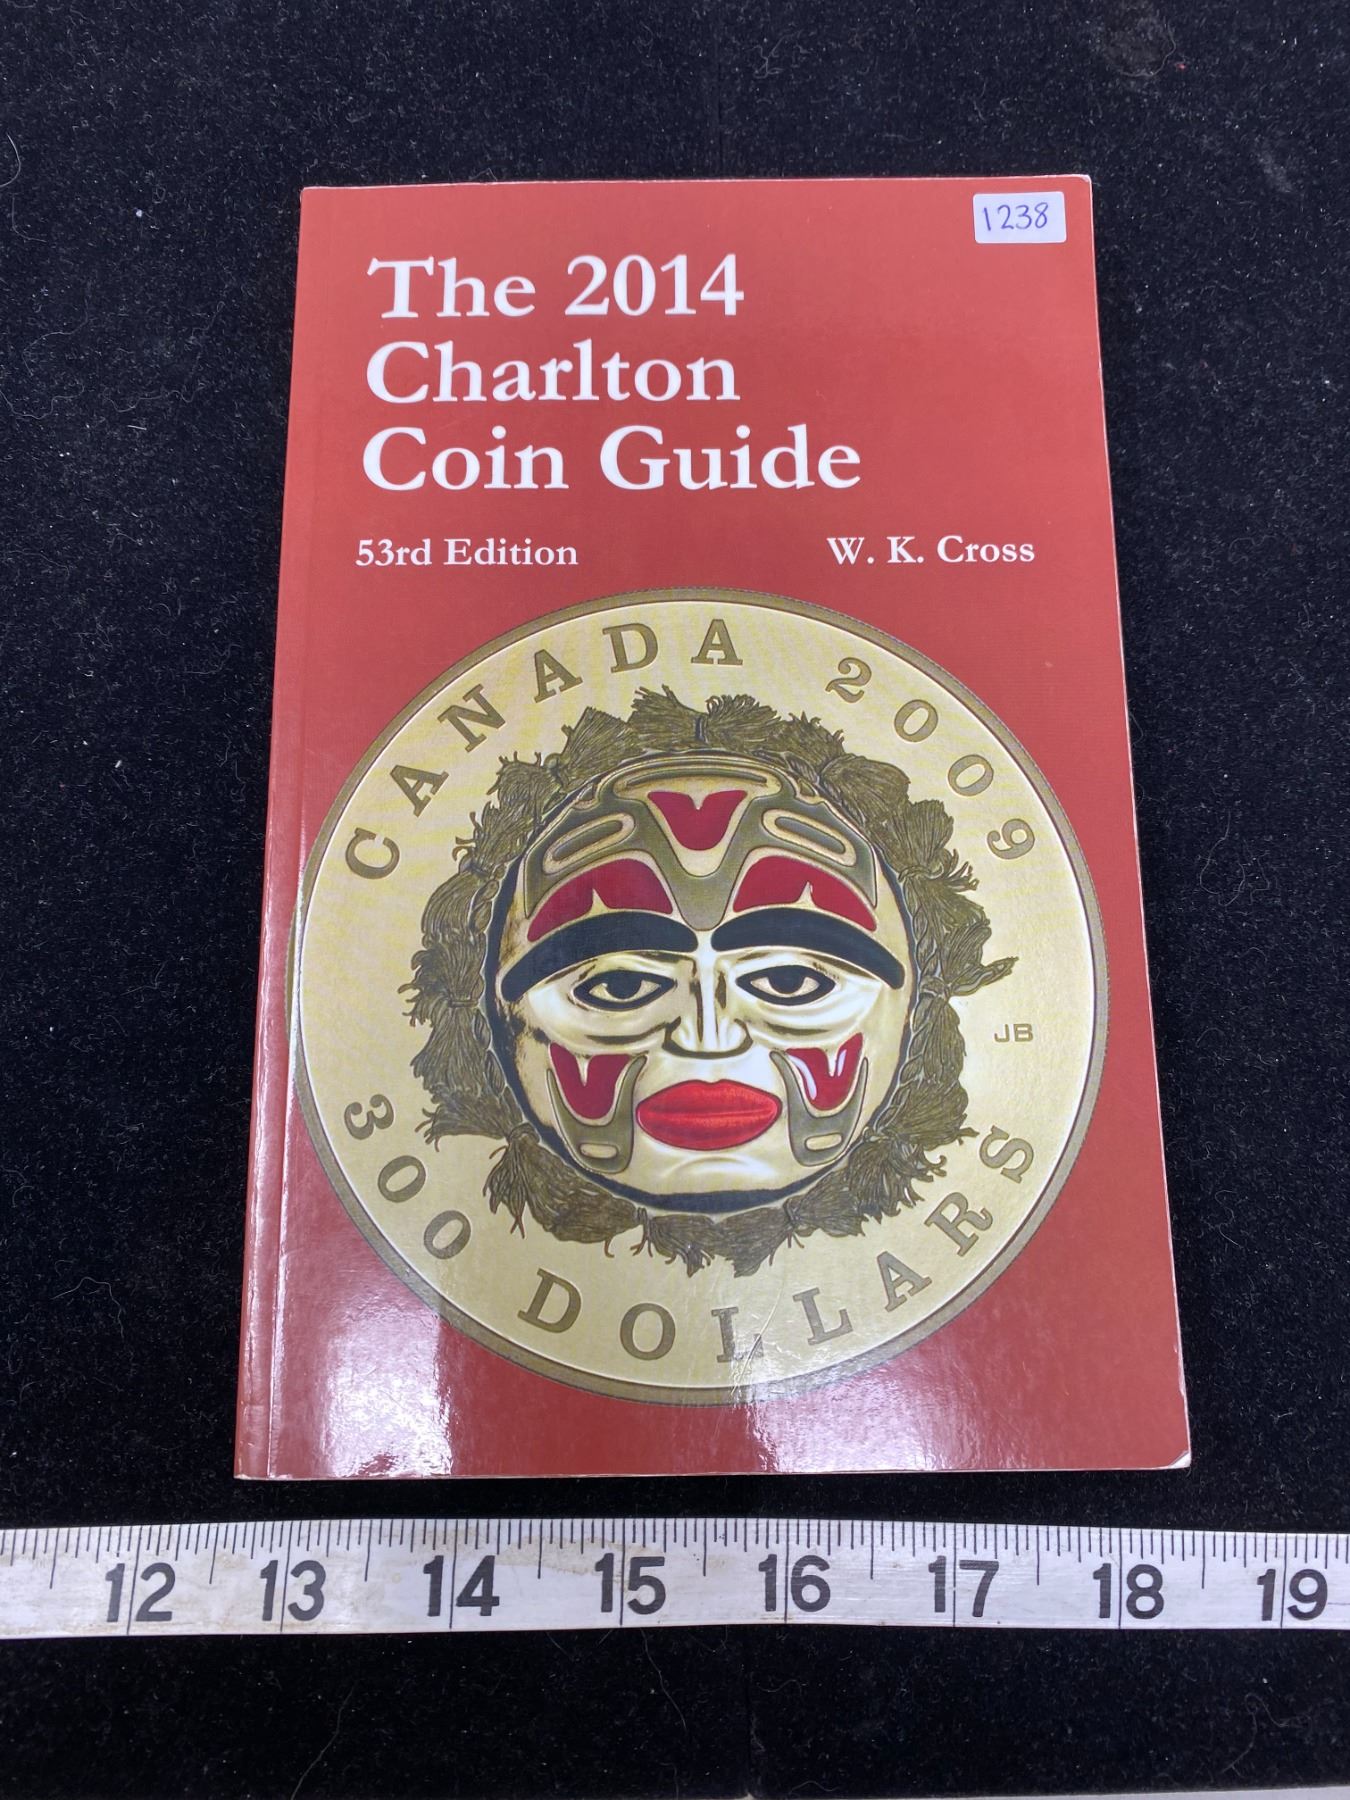 1238
The 2014
Charlton
Coin Guide
53rd Edition W. K. Cross
CANADA 2009
JB
300 DOLLARS
12 13 14 15 16 17 18 19